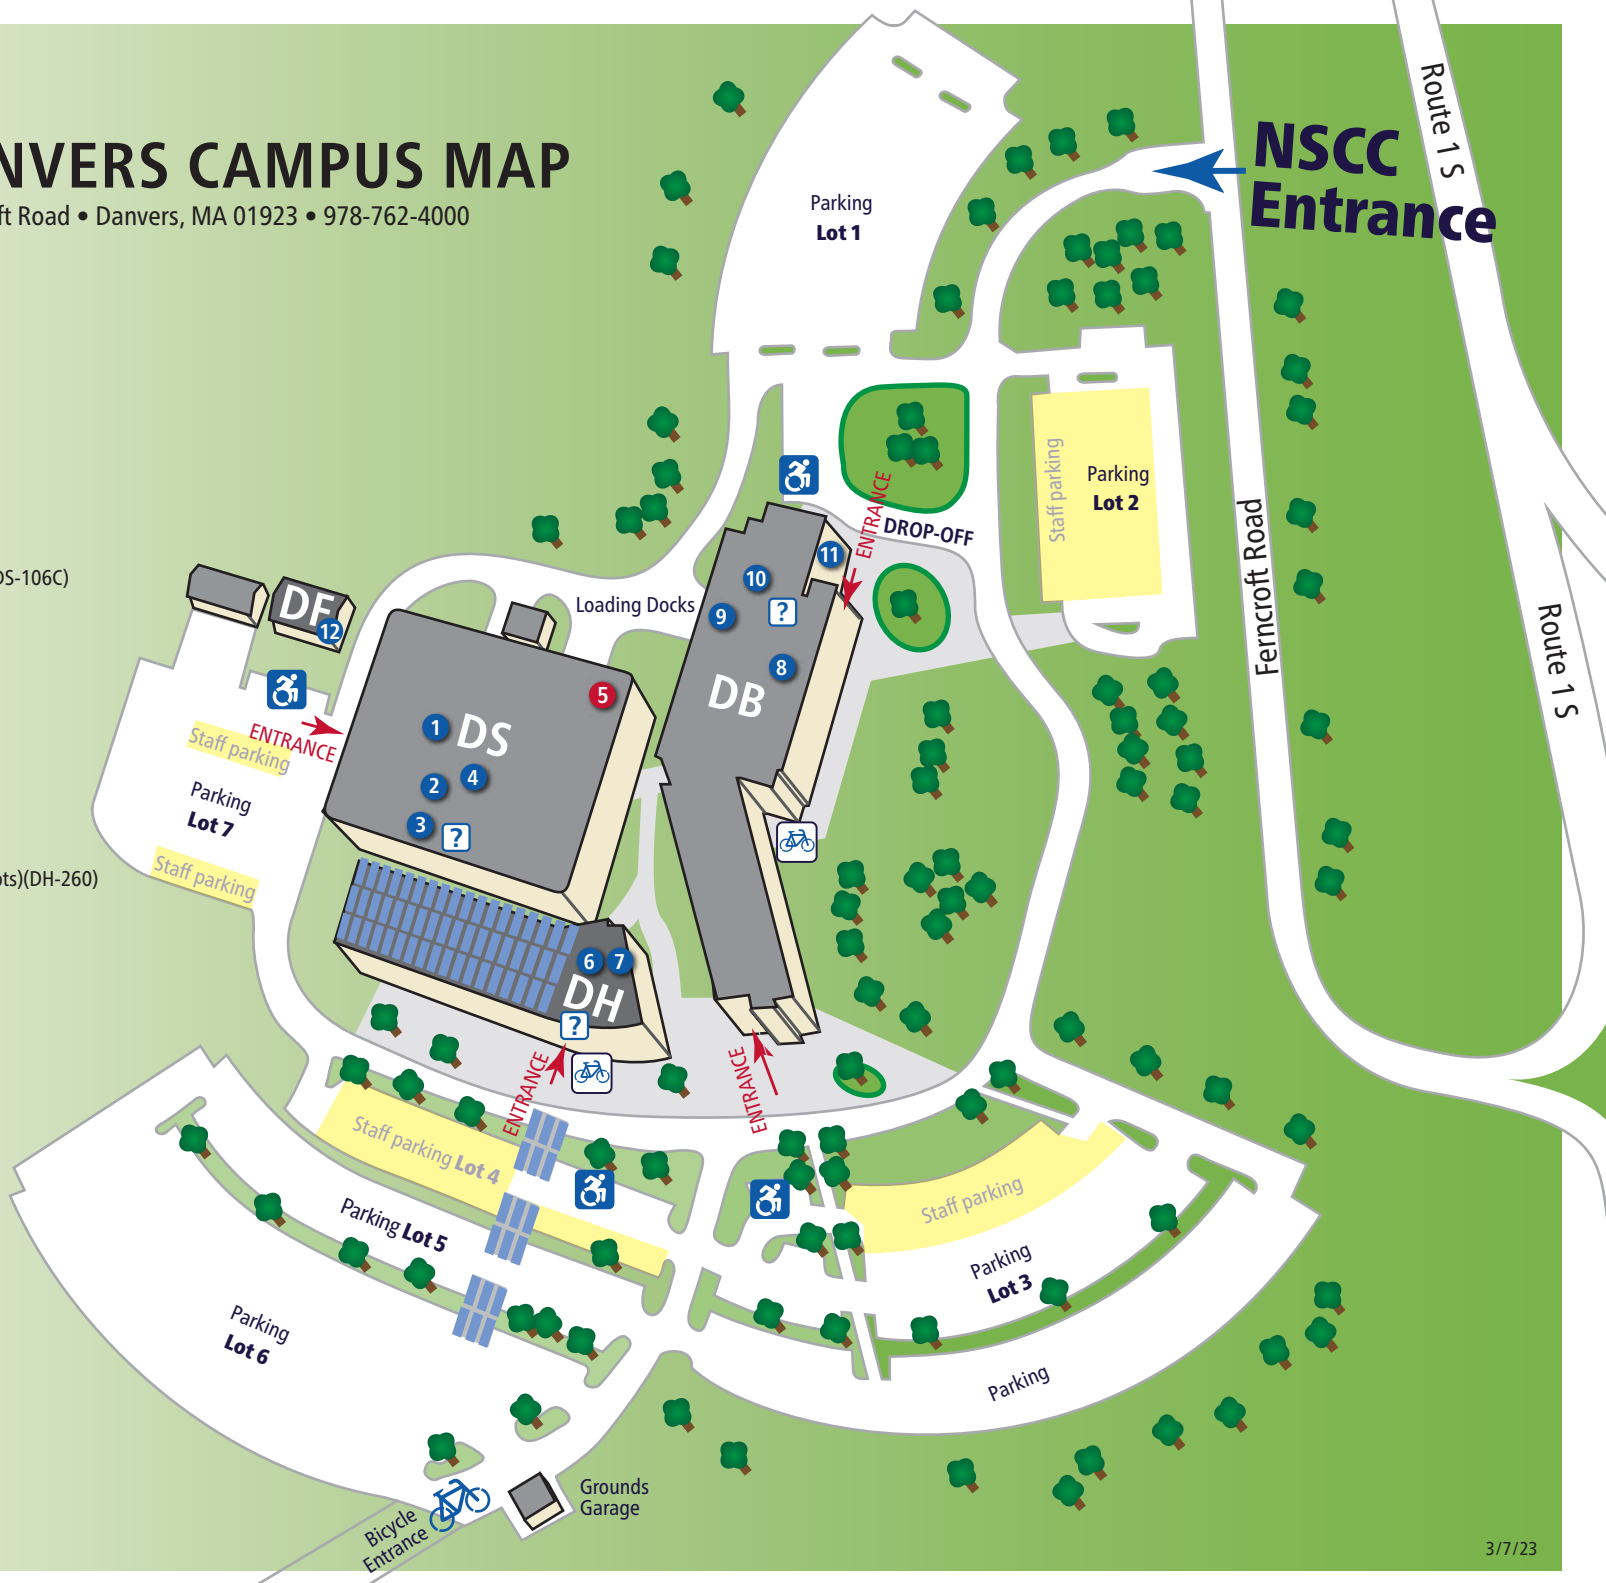 NVERS CAMPUS MAP
ft Road • Danvers, MA 01923 • 978-762-4000
Route 1 S
NSCC
Entrance
Parking
Lot 1
Staff parking
Parking
Lot 2
ENTRANCE
DROP-OFF
Ferncroft Road
Route 1 S
DS-106C)
Loading Docks
DF
12
11
10
?
9
8
DB
5
1
DS
4
2
3
?
ENTRANCE
Staff parking
Parking
Lot 7
Staff parking
ots)(DH-260)
6
7
DH
?
ENTRANCE
ENTRANCE
Staff parking Lot 4
Parking Lot 5
Parking
Lot 6
Staff parking
Parking
Lot 3
Parking
Grounds
Garage
Bicycle
Entrance
3/7/23